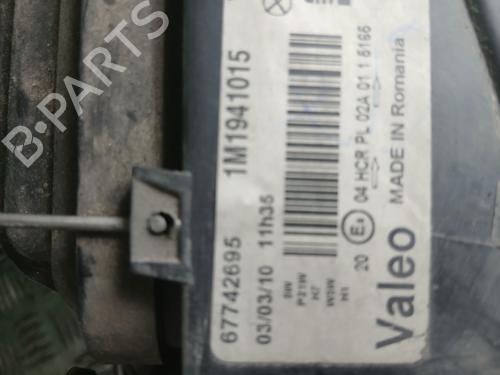 B-PARTS
67742695 1M1941015
03/03/10 11h35
5W
P21W
H7
W5W
H1
20 E 04 HCR PL 02A 01 1 5165
Valeo MADE IN Romania